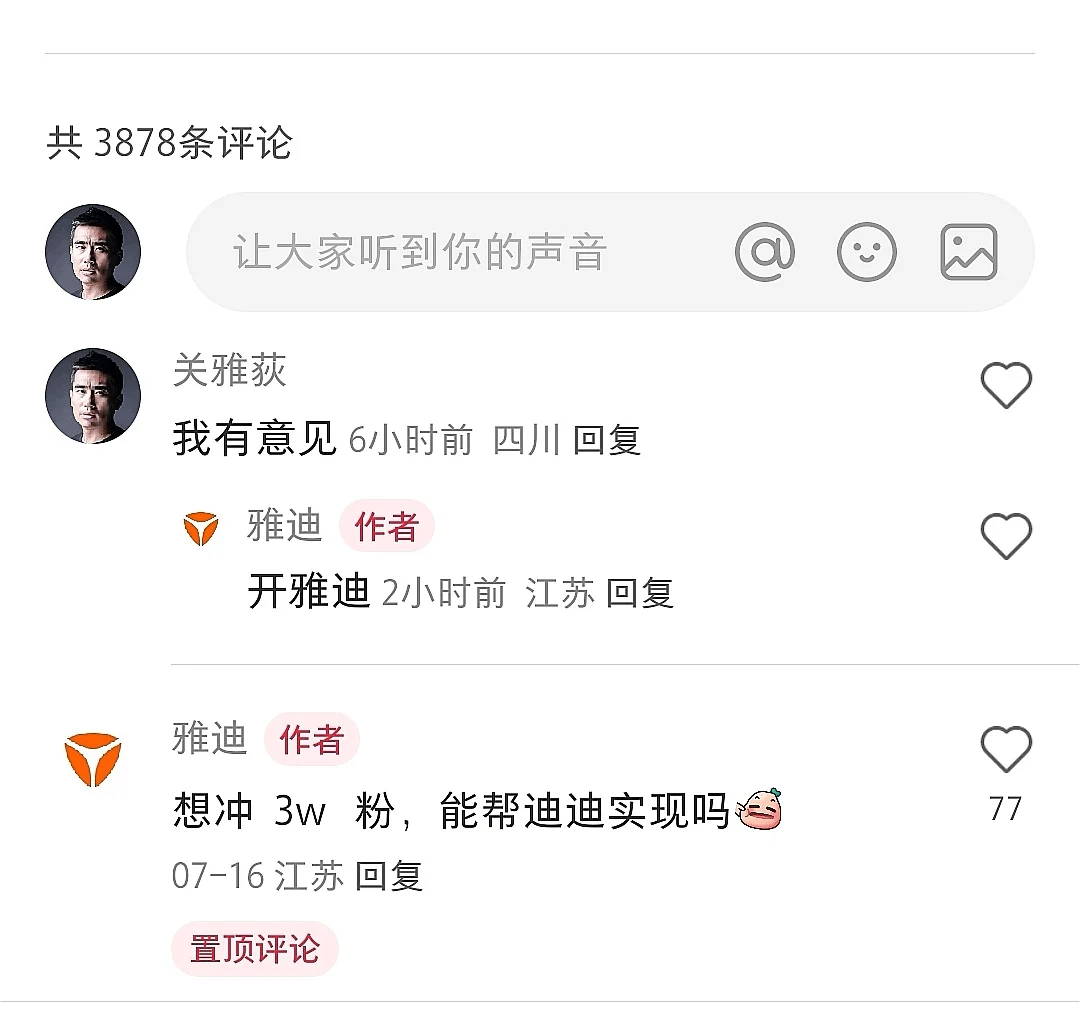 共 3878条评论
让大家听到你的声音
关雅荻
我有意见 6小时前 四川 回复
雅迪 作者
开雅迪 2小时前 江苏 回复
雅迪 作者
想冲 3w 粉，能帮迪迪实现吗
77
07-16 江苏 回复
置顶评论